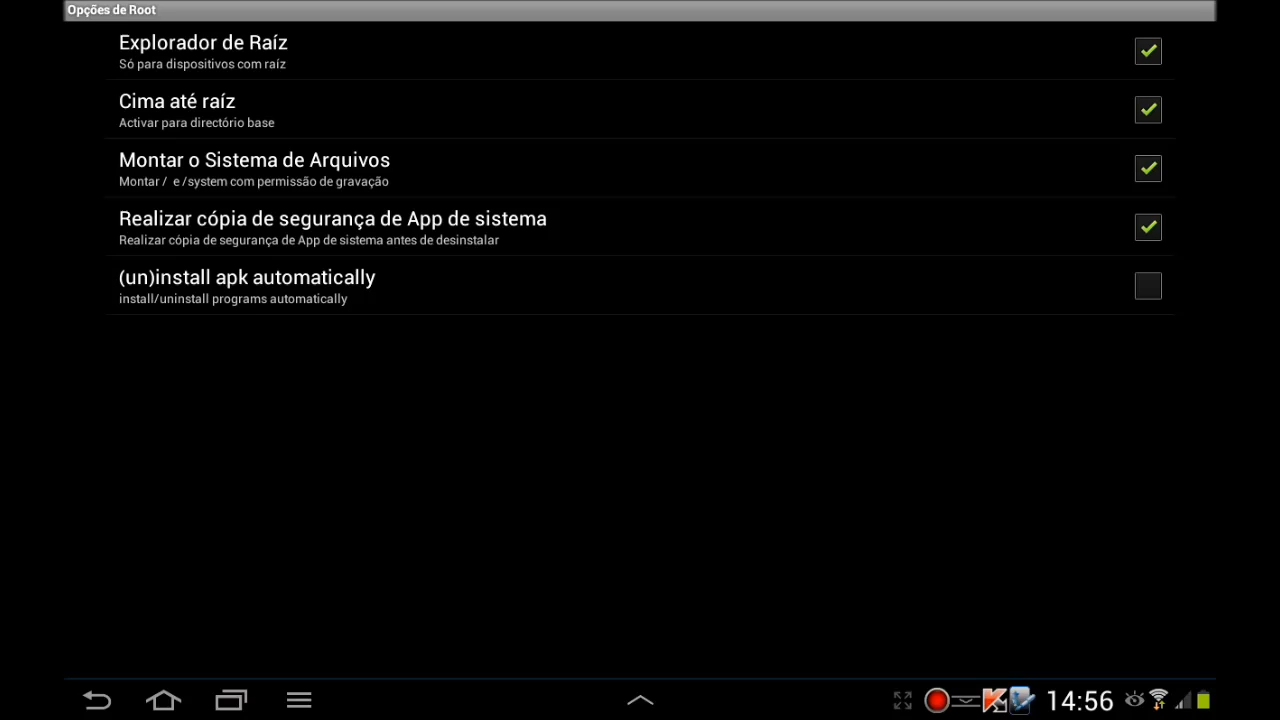 Opções de Root
Explorador de Raíz
Só para dispositivos com raíz
Cima até raíz
Activar para directório base
Montar o Sistema de Arquivos
Montar / e /system com permissão de gravação
Realizar cópia de segurança de App de sistema
Realizar cópia de segurança de App de sistema antes de desinstalar
(un)install apk automatically
install/uninstall programs automatically
14:56